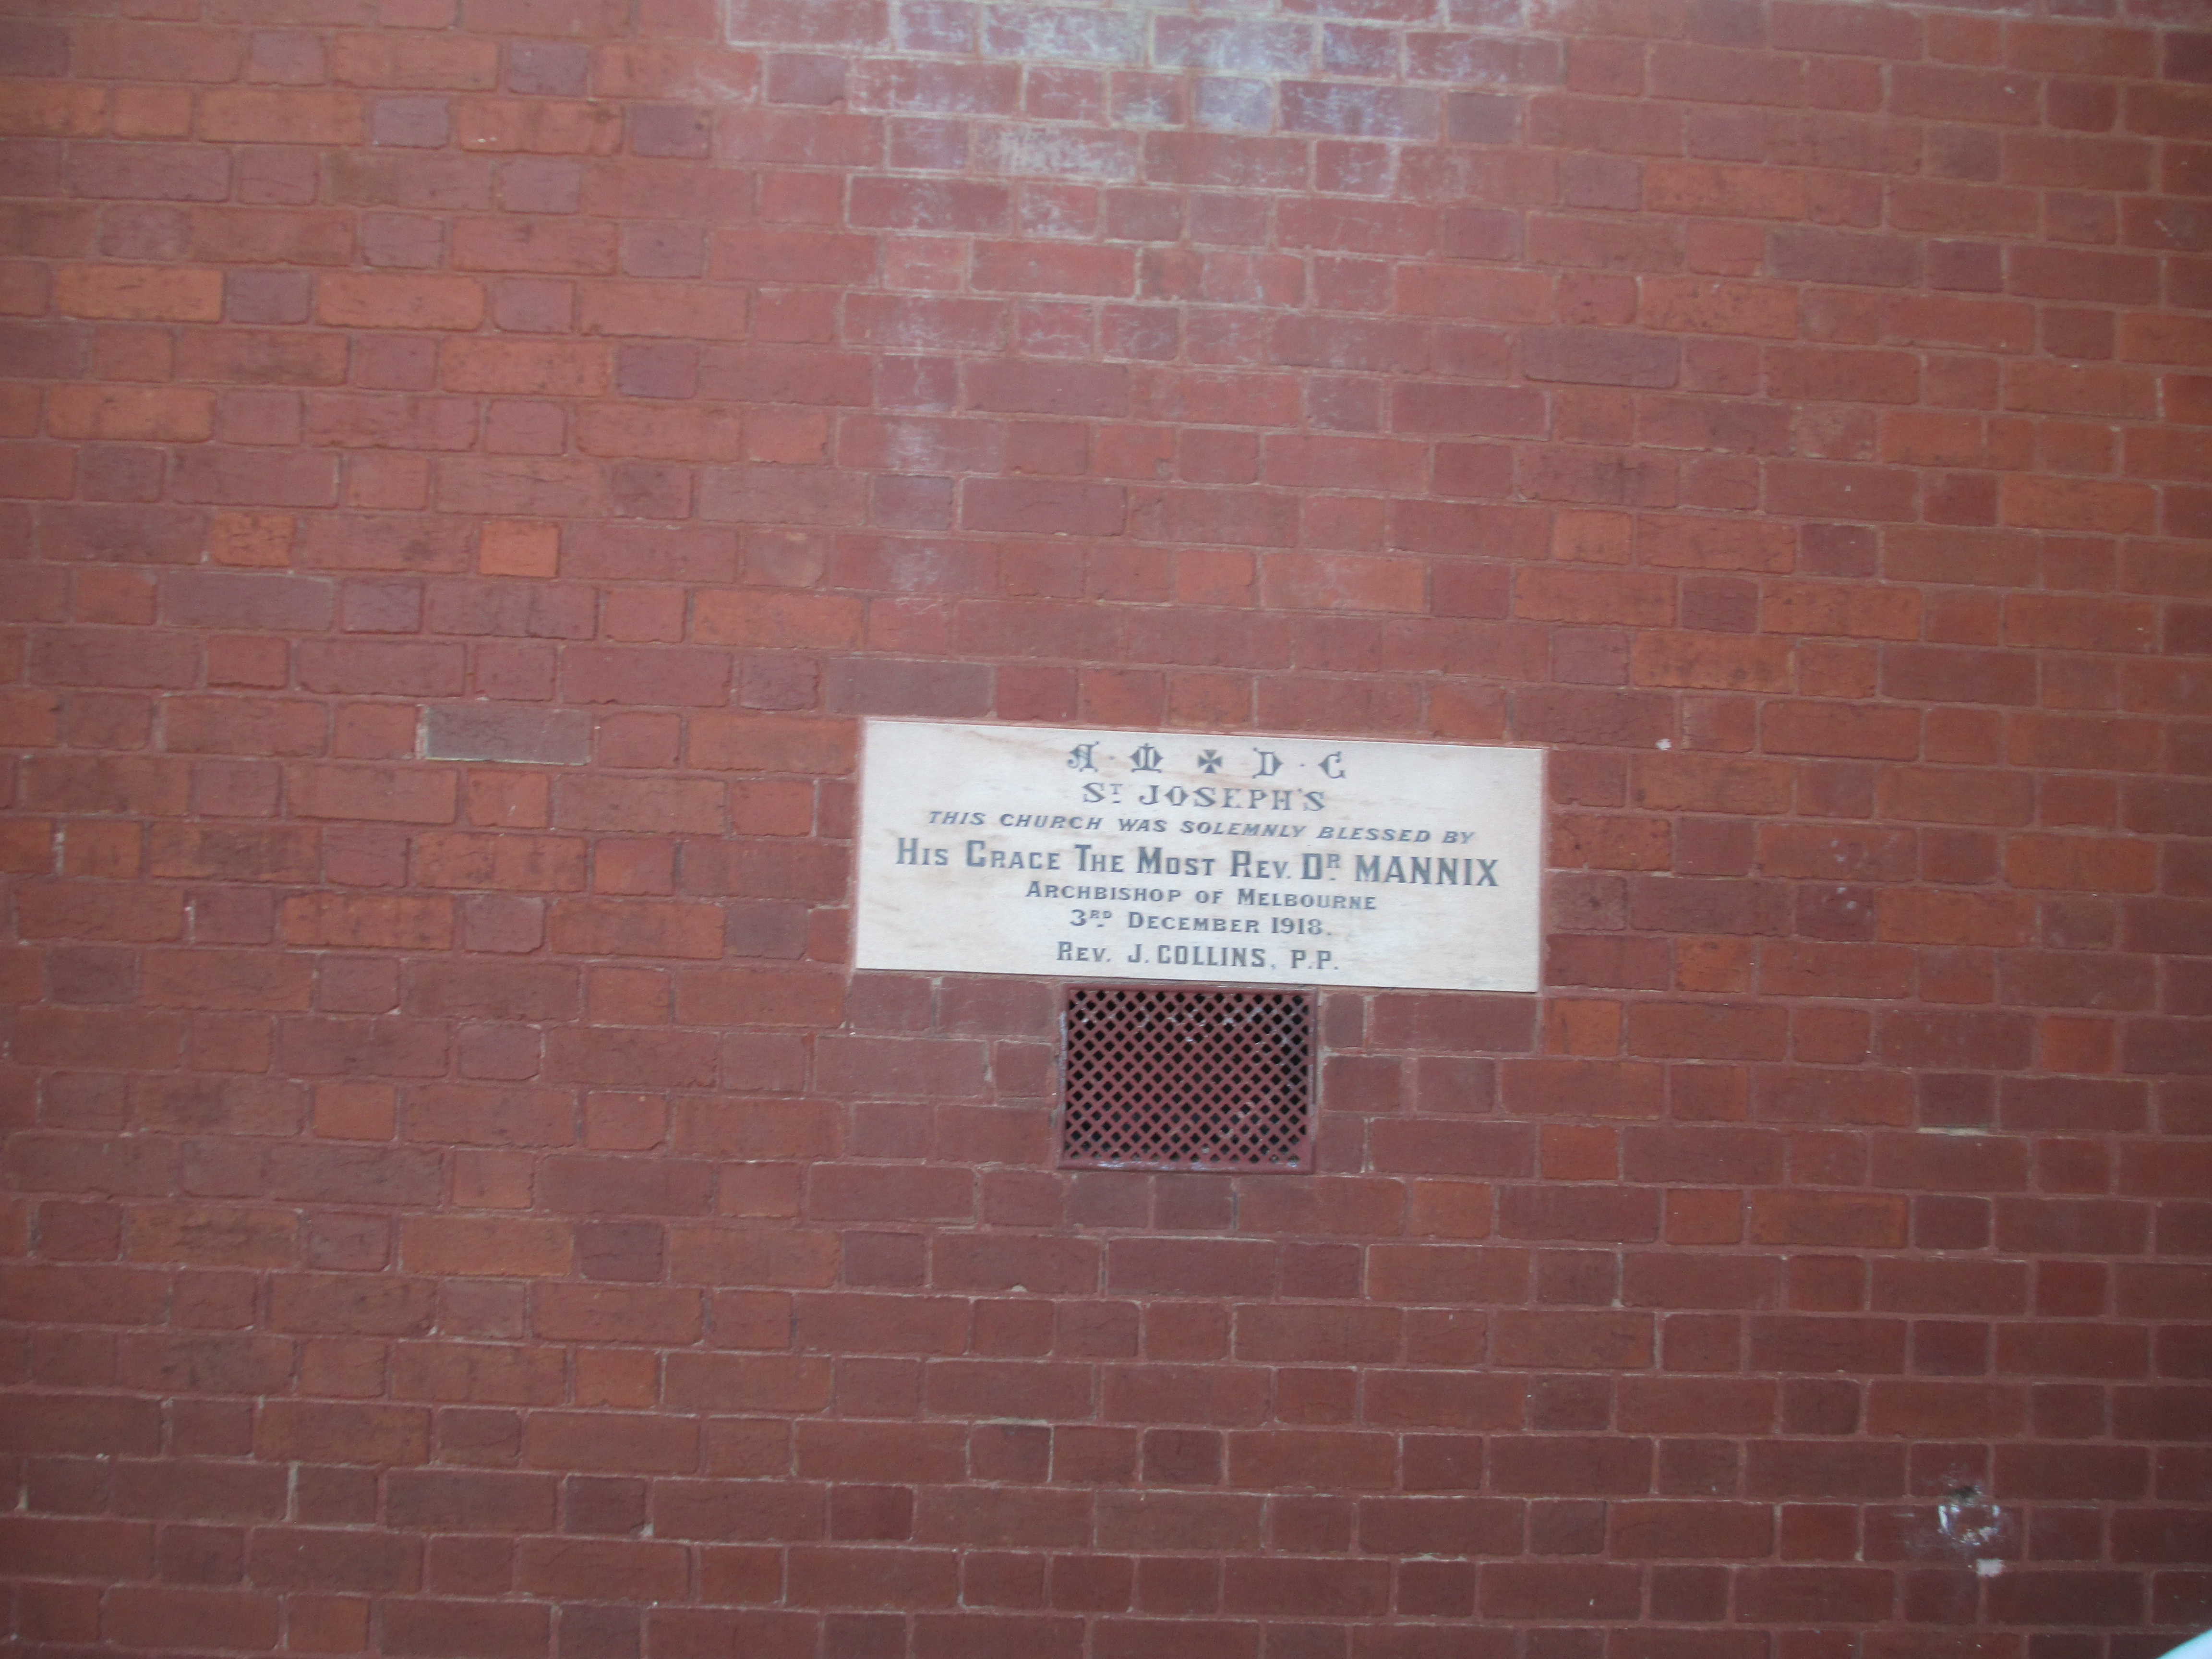 A · M ✠ D · G
ST JOSEPH'S
THIS CHURCH WAS SOLEMNLY BLESSED BY
HIS GRACE THE MOST REV. DR MANNIX
ARCHBISHOP OF MELBOURNE
3RD DECEMBER 1918.
REV. J. COLLINS, P.P.